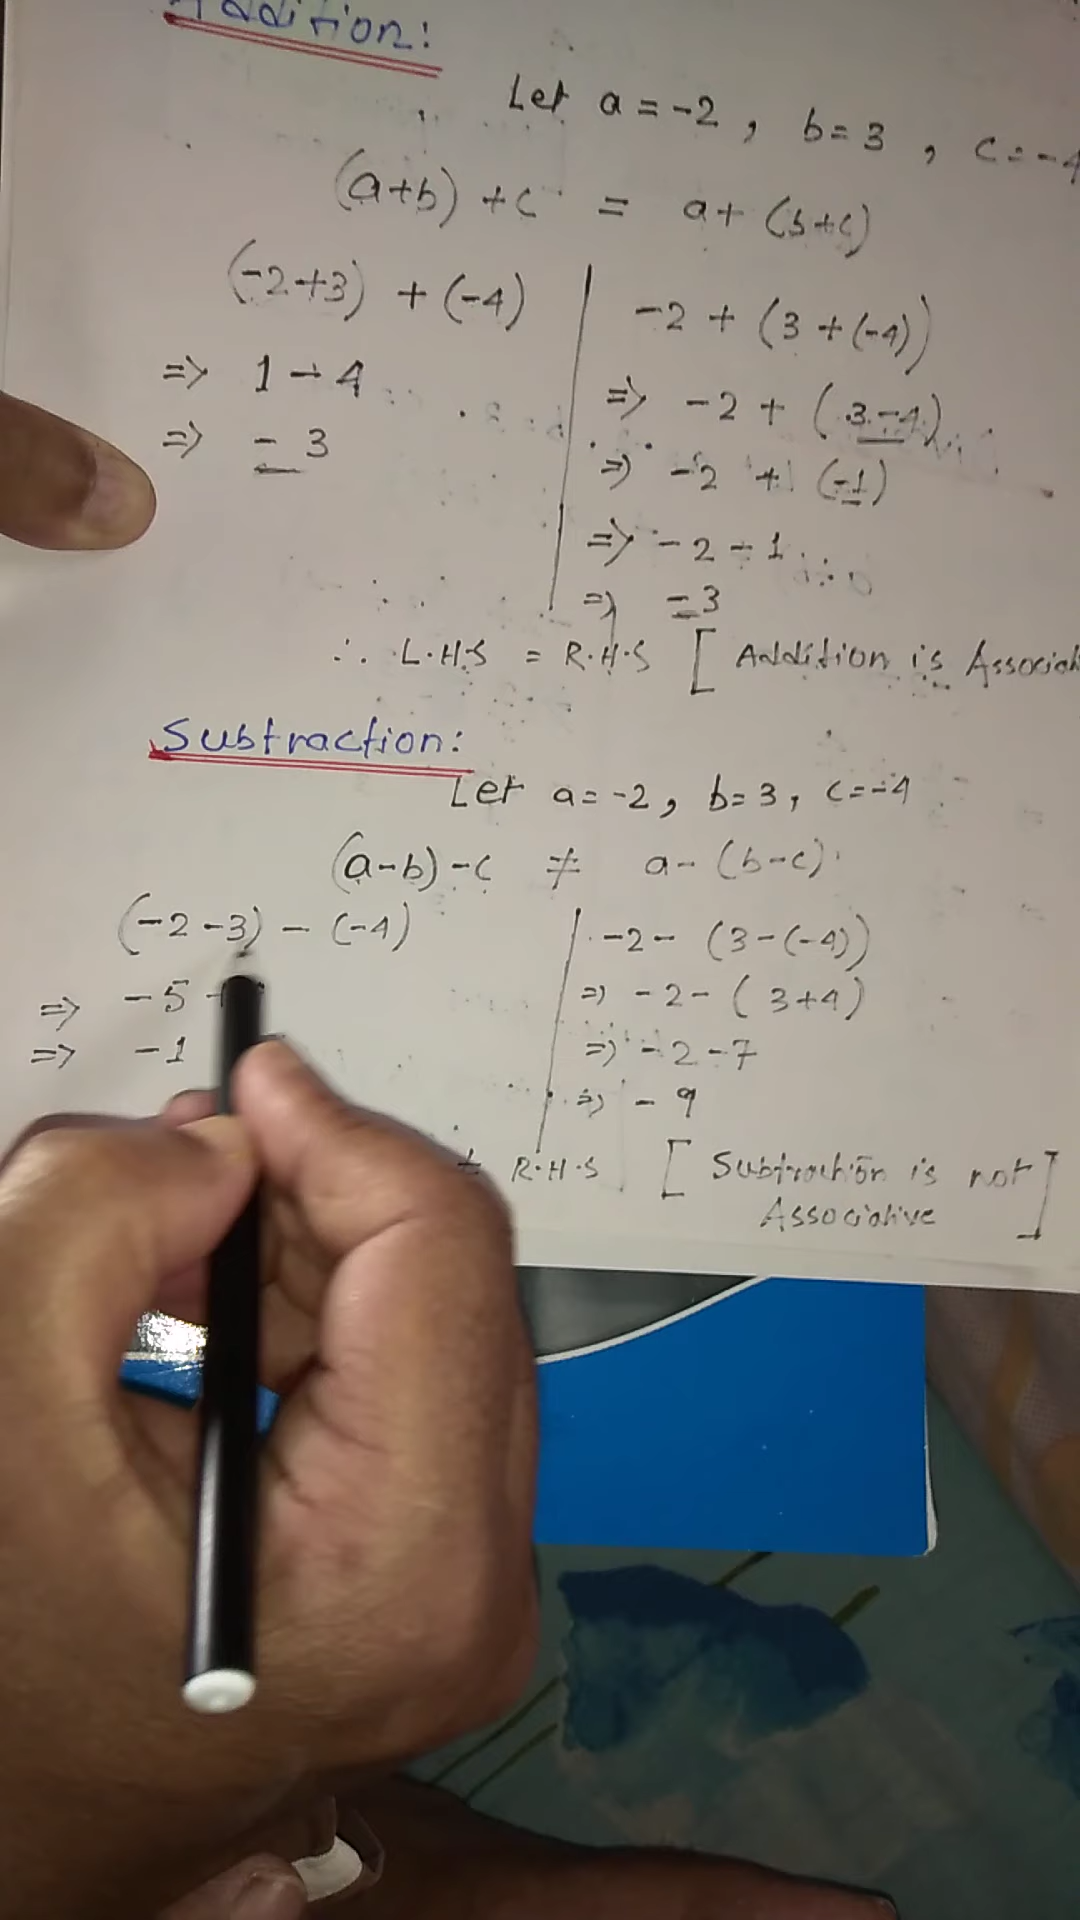 Addition:
Let a = -2 , b = 3 , c = -4
(a+b) + c = a + (b+c)
(-2+3) + (-4)
-2 + (3 + (-4))
=> 1 - 4
=> -2 + (3-4)
=> - 3
=> -2 + (-1)
=> -2 - 1
=> -3
∴ L.H.S = R.H.S [ Addition is
Subtraction:
Let a = -2 , b = 3 , c = -4
(a-b) - c ≠ a - (b-c)
(-2-3) - (-4)
-2 - (3-(-4))
=> -5 +
=> -2 - (3+4)
=> -1
=> -2 - 7
=> - 9
≠ R.H.S [ Subtraction is not
Associative ]